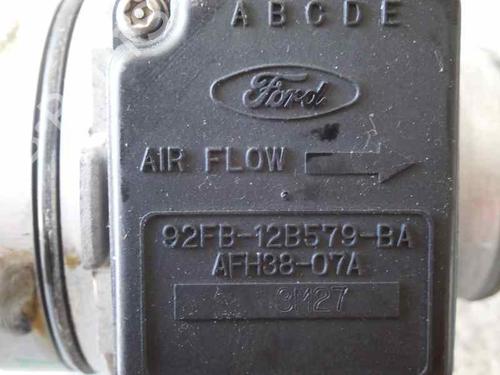 A B C D E
Ford
AIR FLOW
92FB-12B579-BA
AFH38-07A
3M27